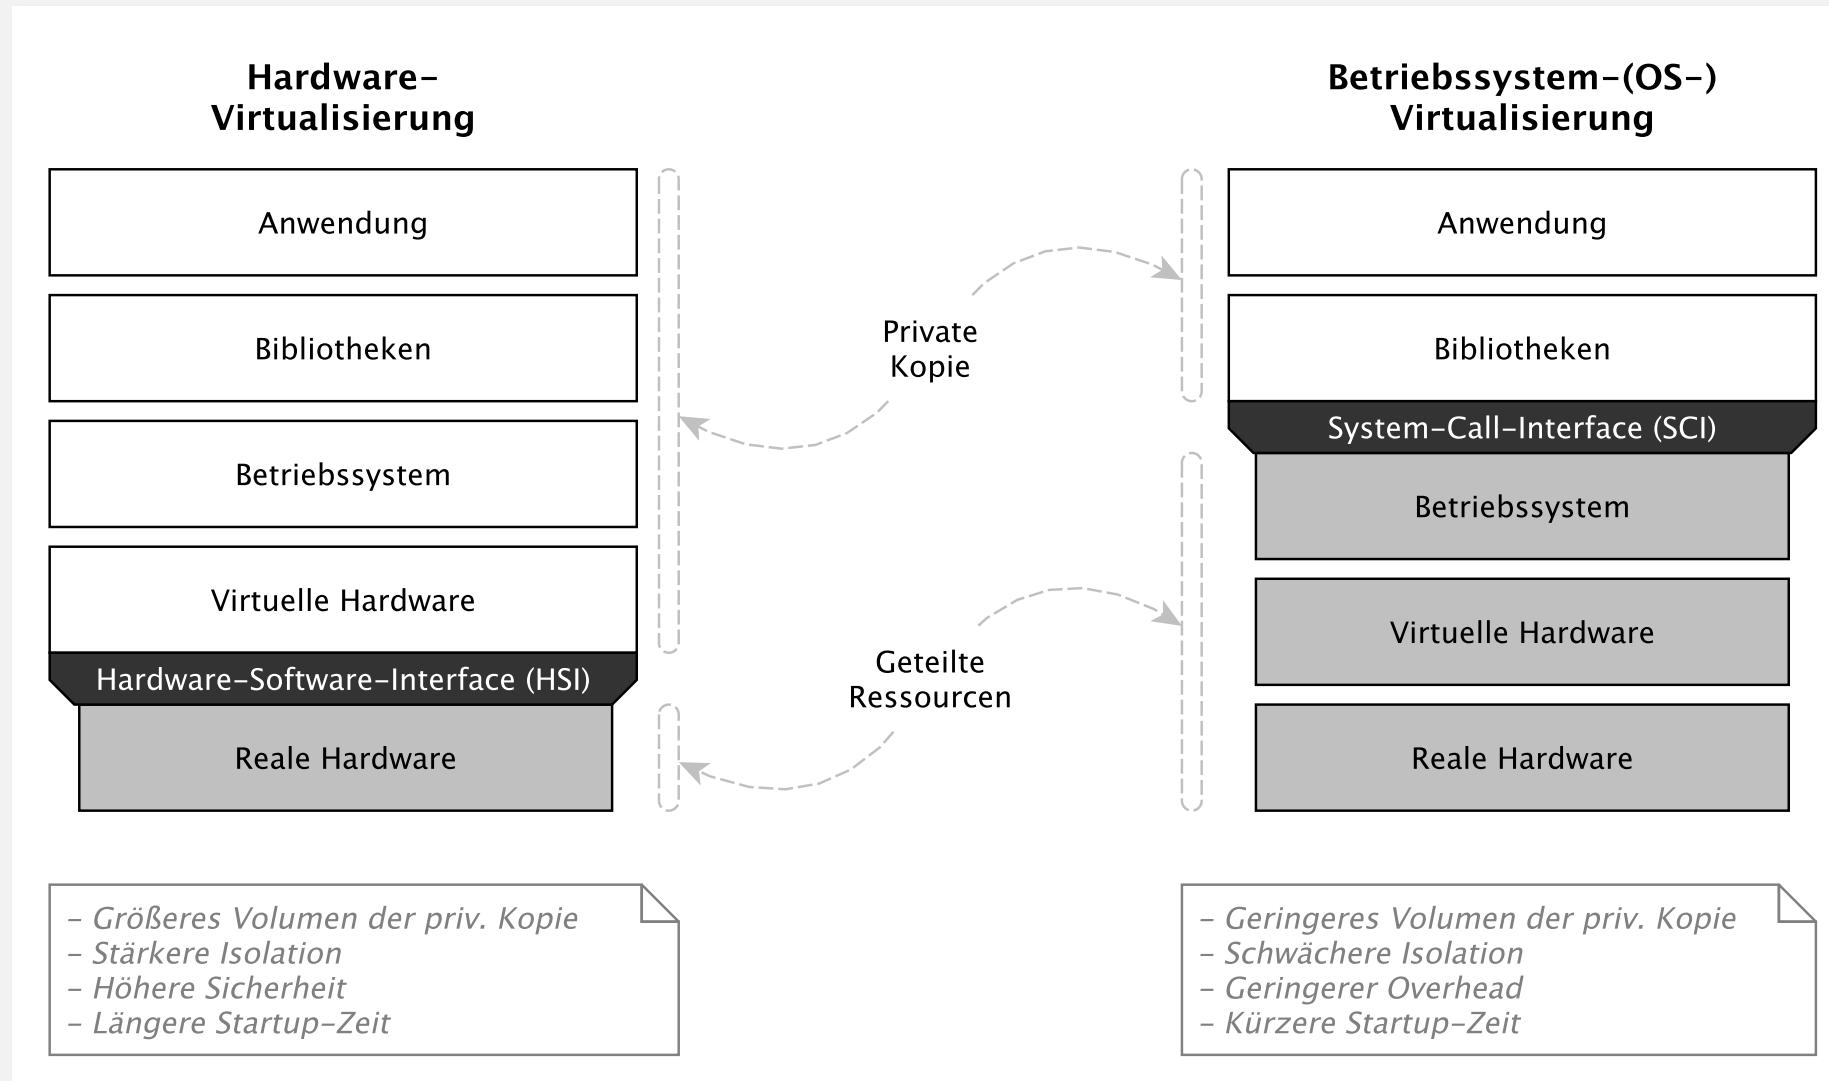 Hardware-
Virtualisierung
Anwendung
Bibliotheken
Betriebssystem
Virtuelle Hardware
Hardware-Software-Interface (HSI)
Reale Hardware
- Größeres Volumen der priv. Kopie
- Stärkere Isolation
- Höhere Sicherheit
- Längere Startup-Zeit
Private
Kopie
Geteilte
Ressourcen
Betriebssystem-(OS-)
Virtualisierung
Anwendung
Bibliotheken
System-Call-Interface (SCI)
Betriebssystem
Virtuelle Hardware
Reale Hardware
- Geringeres Volumen der priv. Kopie
- Schwächere Isolation
- Geringerer Overhead
- Kürzere Startup-Zeit